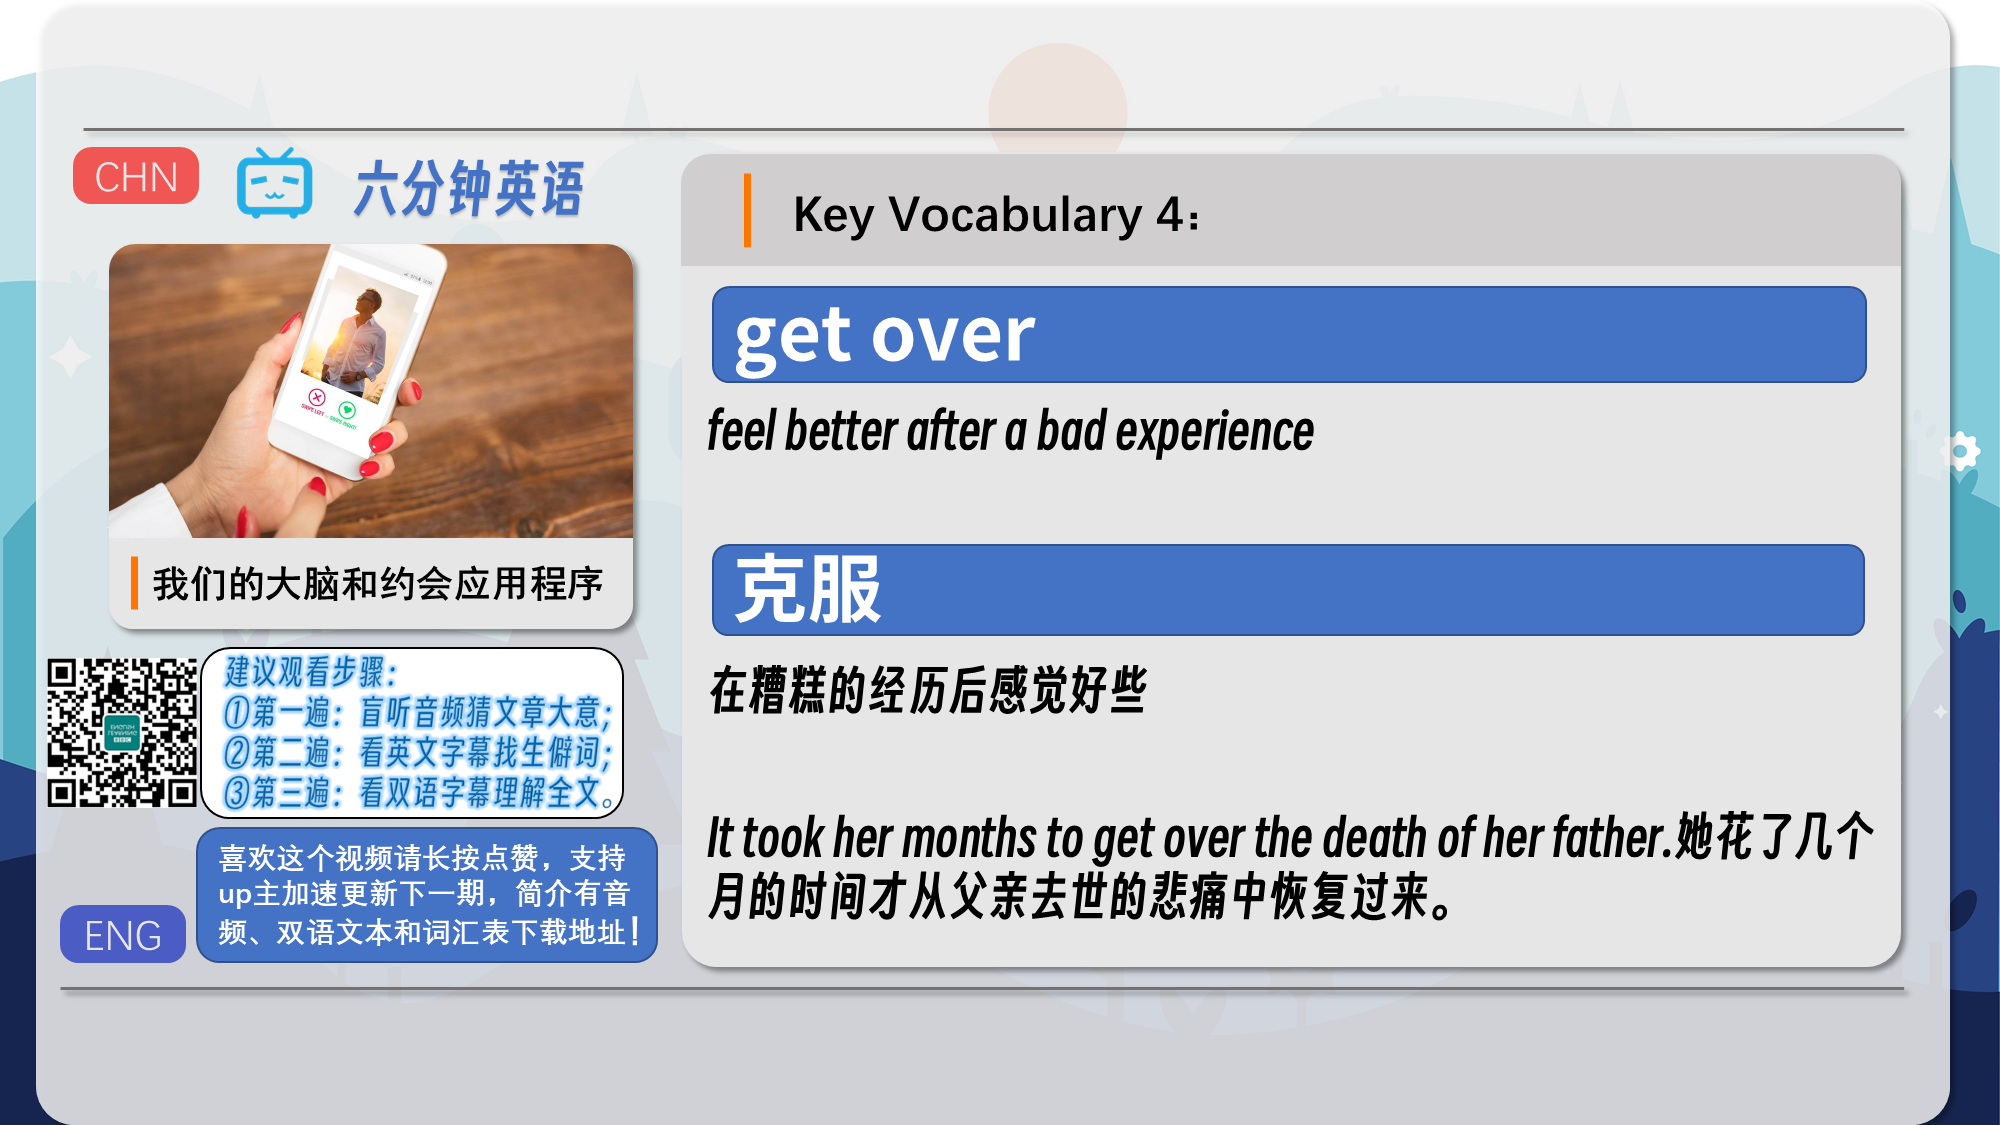 CHN
六分钟英语
我们的大脑和约会应用程序
建议观看步骤：
①第一遍：盲听音频猜文章大意；
②第二遍：看英文字幕找生僻词；
③第三遍：看双语字幕理解全文。
喜欢这个视频请长按点赞，支持
up主加速更新下一期，简介有音
频、双语文本和词汇表下载地址！
ENG
Key Vocabulary 4：
get over
feel better after a bad experience
克服
在糟糕的经历后感觉好些
It took her months to get over the death of her father.她花了几个
月的时间才从父亲去世的悲痛中恢复过来。